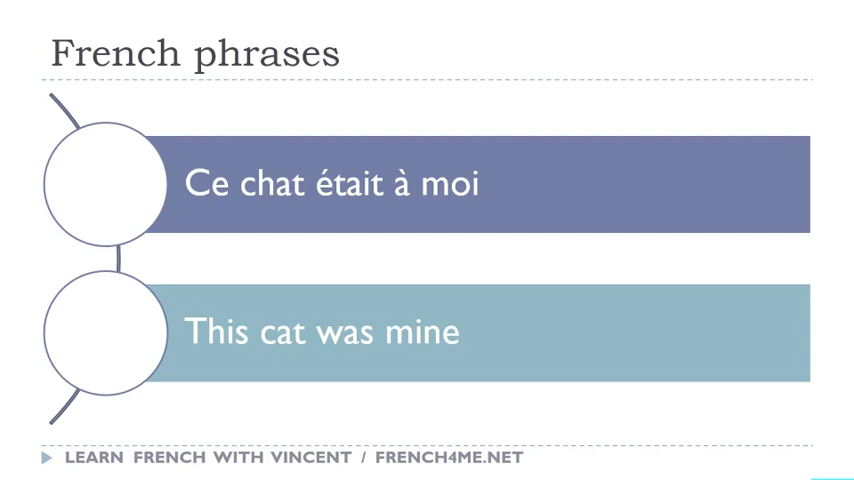 French phrases
Ce chat était à moi
This cat was mine
LEARN FRENCH WITH VINCENT / FRENCH4ME.NET